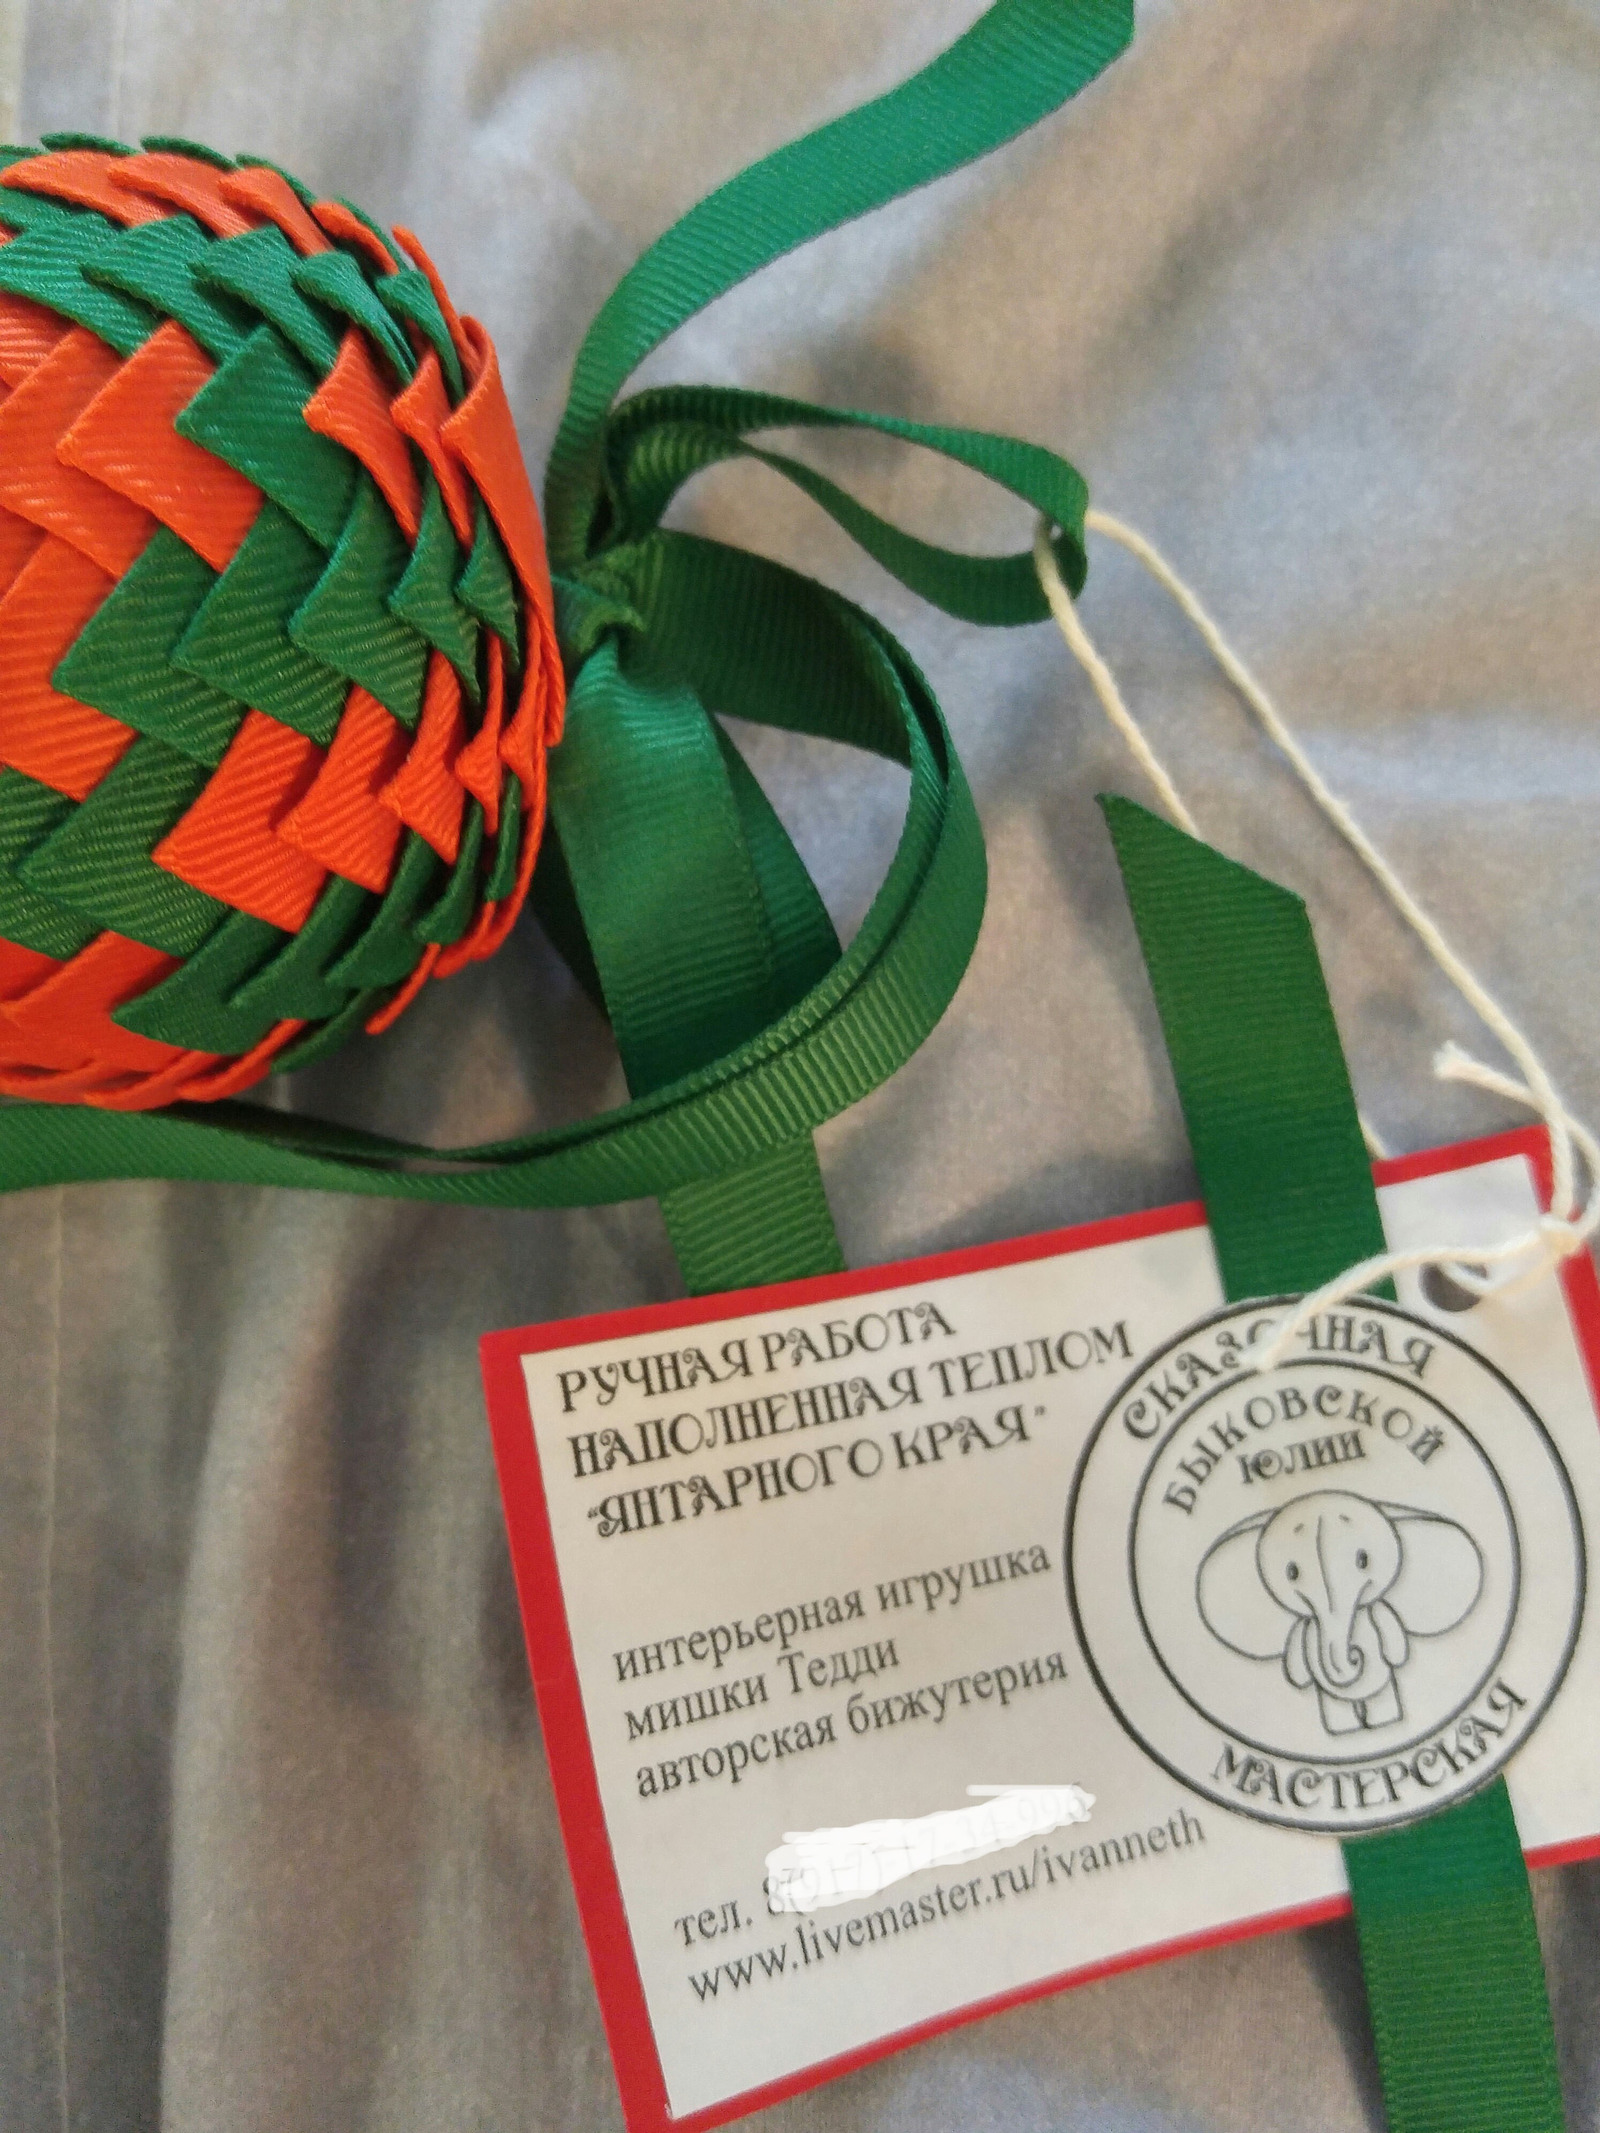 РУЧНАЯ РАБОТА
НАПОЛНЕННАЯ ТЕПЛОМ
"ЯНТАРНОГО КРАЯ"
интерьерная игрушка
мишки Тедди
авторская бижутерия
тел.
www.livemaster.ru/ivanneth
СКАЗОЧНАЯ
БЫКОВСКОЙ
ЮЛИИ
МАСТЕРСКАЯ